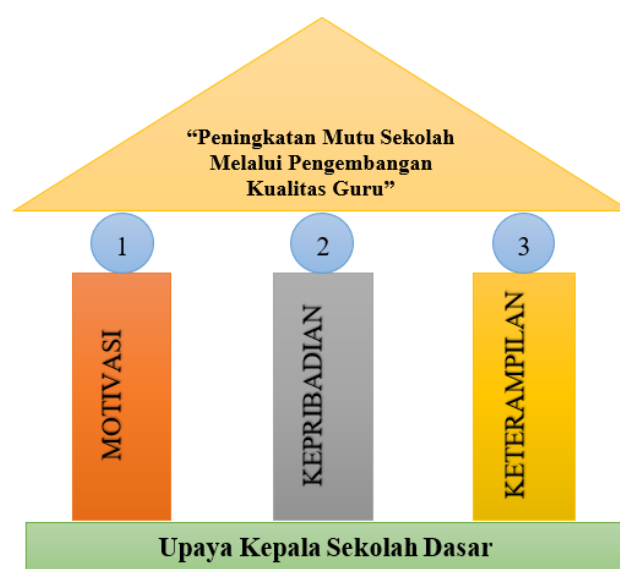 “Peningkatan Mutu Sekolah
Melalui Pengembangan
Kualitas Guru”
1
2
3
MOTIVASI
KEPRIBADIAN
KETERAMPILAN
Upaya Kepala Sekolah Dasar